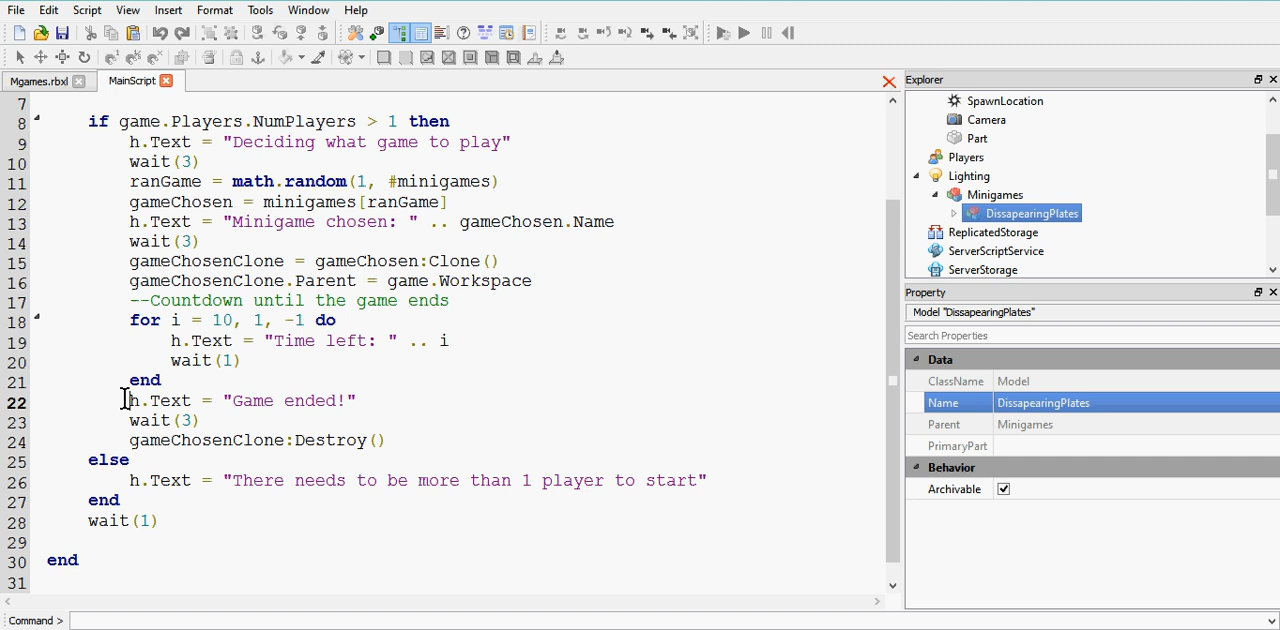 File Edit Script View Insert Format Tools Window Help
Mgames.rbxl MainScript
7
8 if game.Players.NumPlayers > 1 then
9 h.Text = "Deciding what game to play"
10 wait(3)
11 ranGame = math.random(1, #minigames)
12 gameChosen = minigames[ranGame]
13 h.Text = "Minigame chosen: " .. gameChosen.Name
14 wait(3)
15 gameChosenClone = gameChosen:Clone()
16 gameChosenClone.Parent = game.Workspace
17 --Countdown until the game ends
18 for i = 10, 1, -1 do
19 h.Text = "Time left: " .. i
20 wait(1)
21 end
22 h.Text = "Game ended!"
23 wait(3)
24 gameChosenClone:Destroy()
25 else
26 h.Text = "There needs to be more than 1 player to start"
27 end
28 wait(1)
29
30 end
31
Command >
Explorer
SpawnLocation
Camera
Part
Players
Lighting
Minigames
DissapearingPlates
ReplicatedStorage
ServerScriptService
ServerStorage
Property
Model "DissapearingPlates"
Search Properties
Data
ClassName Model
Name DissapearingPlates
Parent Minigames
PrimaryPart
Behavior
Archivable